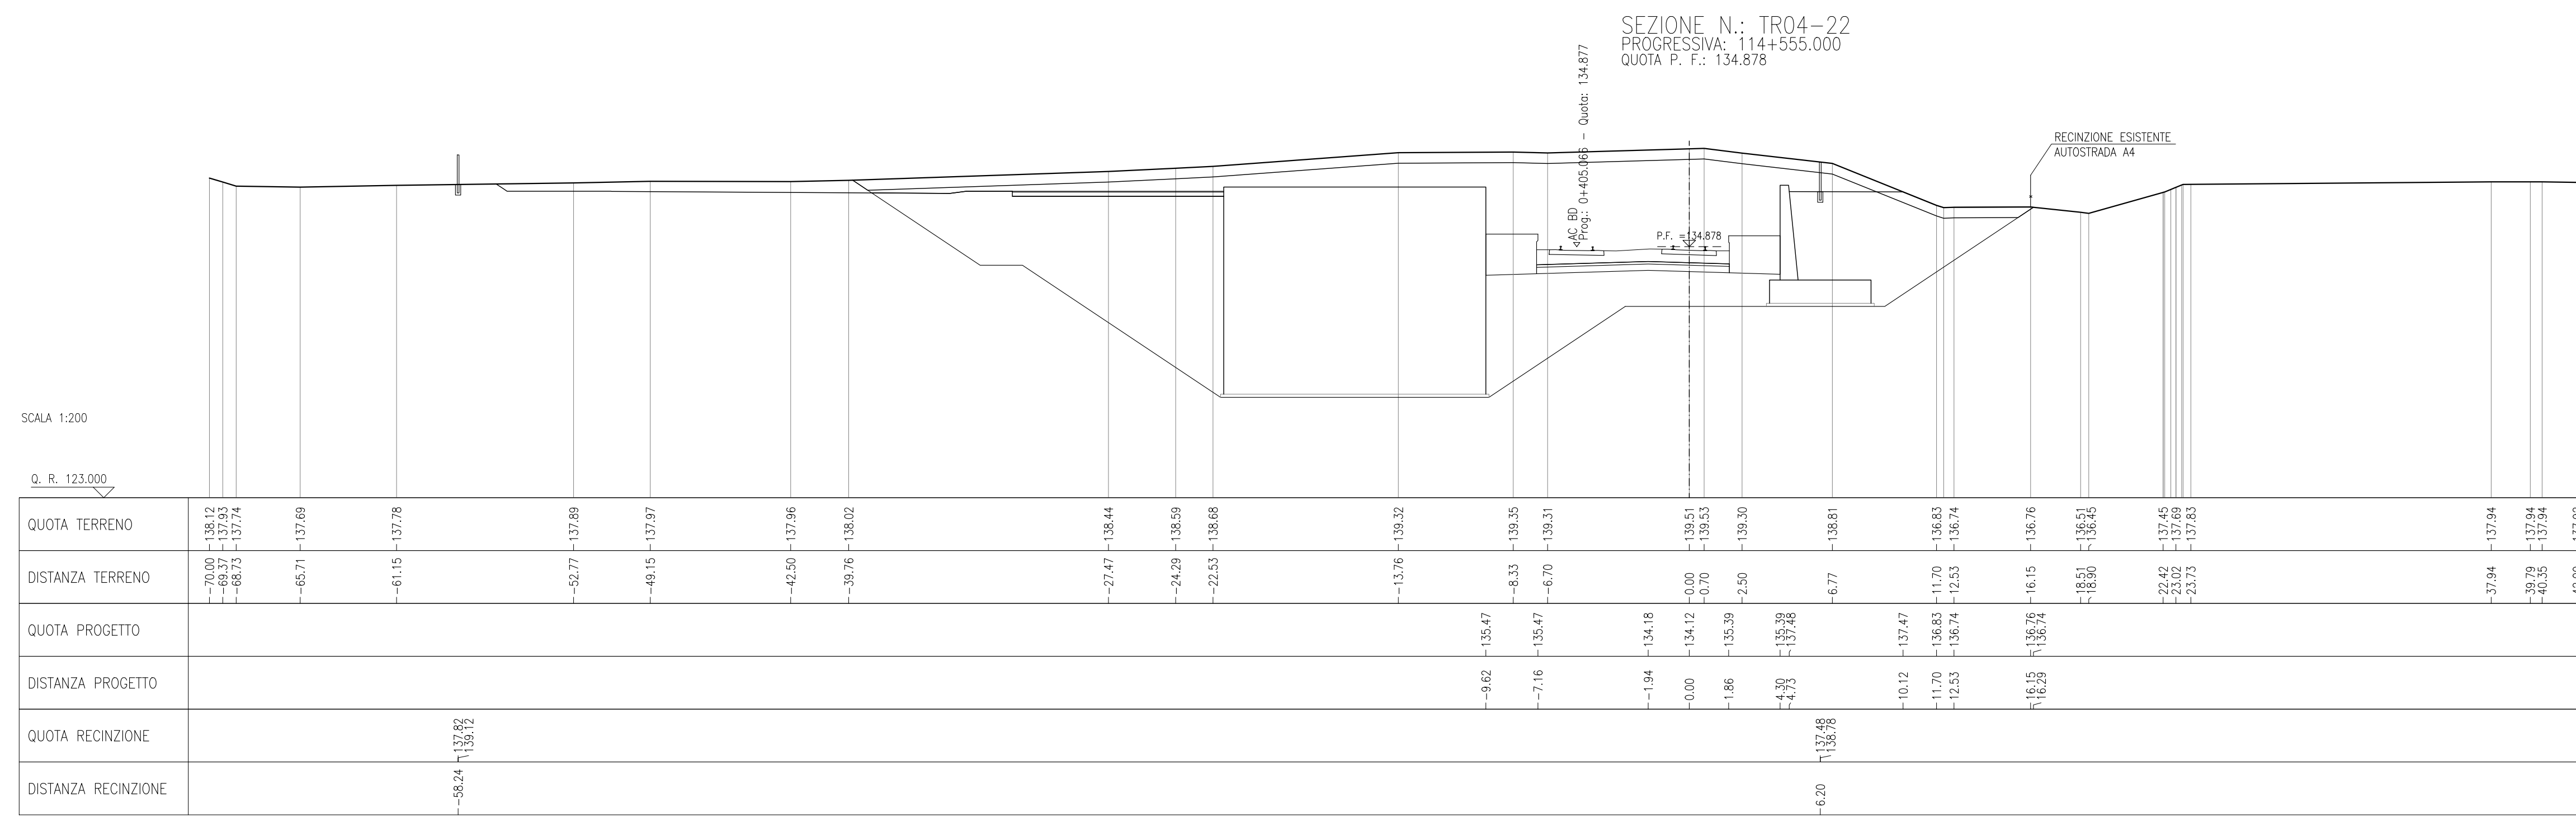 SEZIONE N.: TR04-22
PROGRESSIVA: 114+555.000
QUOTA P. F.: 134.878
AC BD
Prog.: 0+405.066 - Quota: 134.877
P.F. =134.878
RECINZIONE ESISTENTE
AUTOSTRADA A4
SCALA 1:200
Q. R. 123.000
QUOTA TERRENO 138.12 137.93 137.74 137.69 137.78 137.89 137.97 137.96 138.02 138.44 138.59 138.68 139.32 139.35 139.31 139.51 139.53 139.30 138.81 136.83 136.74 136.76 136.51 136.45 137.45 137.69 137.83 137.94 137.94 137.94
DISTANZA TERRENO -70.00 -69.37 -68.73 -65.71 -61.15 -52.77 -49.15 -42.50 -39.76 -27.47 -24.29 -22.53 -13.76 -8.33 -6.70 0.00 0.70 2.50 6.77 11.70 12.53 16.15 18.51 18.90 22.42 23.02 23.73 37.94 39.79 40.35
QUOTA PROGETTO 135.47 135.47 134.18 134.12 135.39 135.39 137.48 137.47 136.83 136.74 136.76 136.74
DISTANZA PROGETTO -9.62 -7.16 -1.94 0.00 1.86 4.30 4.73 10.12 11.70 12.53 16.15 16.29
QUOTA RECINZIONE 137.82 139.12 137.48 138.78
DISTANZA RECINZIONE -58.24 6.20